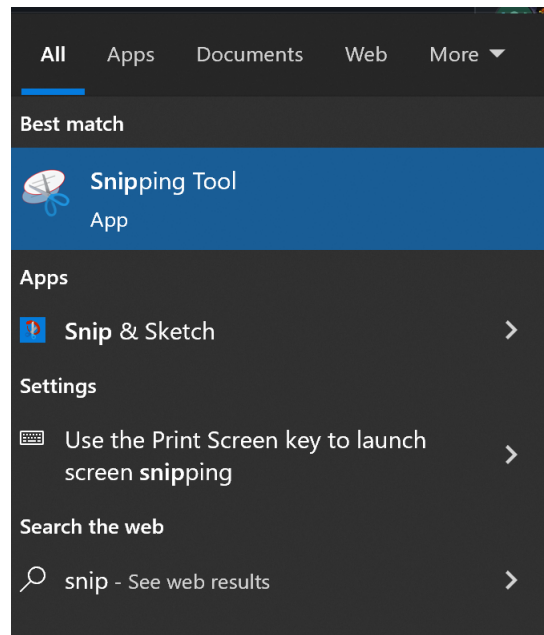 All Apps Documents Web More
Best match
Snipping Tool
App
Apps
Snip & Sketch
Settings
Use the Print Screen key to launch
screen snipping
Search the web
snip - See web results